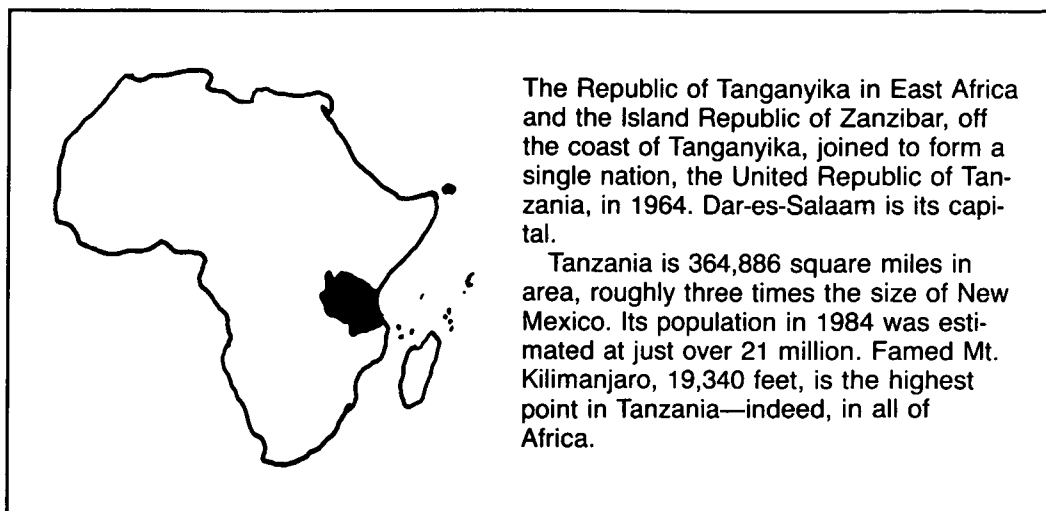 The Republic of Tanganyika in East Africa
and the Island Republic of Zanzibar, off
the coast of Tanganyika, joined to form a
single nation, the United Republic of Tan-
zania, in 1964. Dar-es-Salaam is its capi-
tal.
Tanzania is 364,886 square miles in
area, roughly three times the size of New
Mexico. Its population in 1984 was esti-
mated at just over 21 million. Famed Mt.
Kilimanjaro, 19,340 feet, is the highest
point in Tanzania—indeed, in all of
Africa.